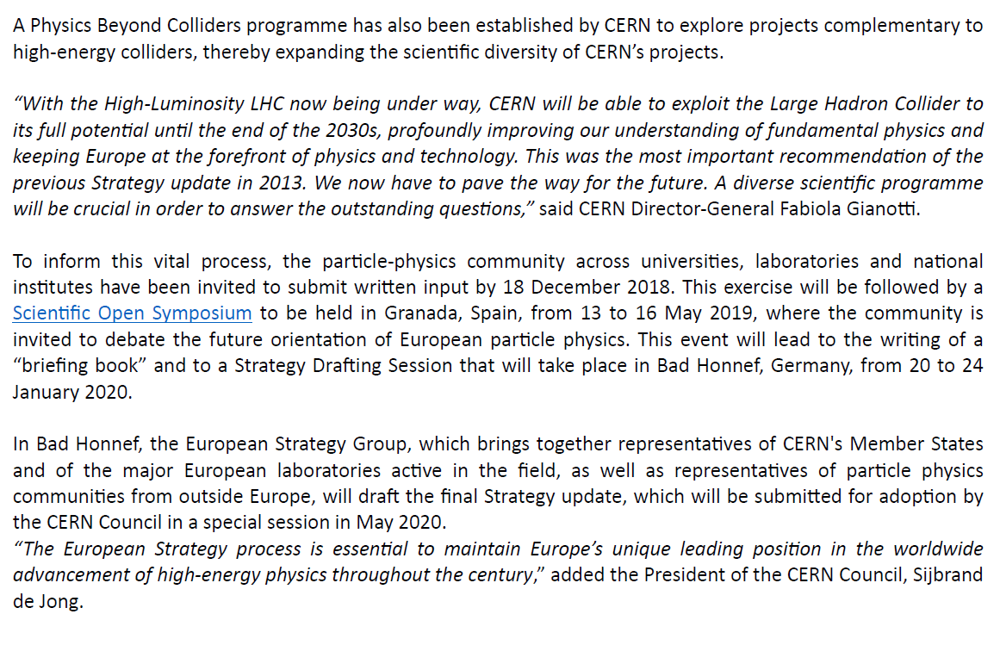 A Physics Beyond Colliders programme has also been established by CERN to explore projects complementary to
high-energy colliders, thereby expanding the scientific diversity of CERN’s projects.
“With the High-Luminosity LHC now being under way, CERN will be able to exploit the Large Hadron Collider to
its full potential until the end of the 2030s, profoundly improving our understanding of fundamental physics and
keeping Europe at the forefront of physics and technology. This was the most important recommendation of the
previous Strategy update in 2013. We now have to pave the way for the future. A diverse scientific programme
will be crucial in order to answer the outstanding questions,” said CERN Director-General Fabiola Gianotti.
To inform this vital process, the particle-physics community across universities, laboratories and national
institutes have been invited to submit written input by 18 December 2018. This exercise will be followed by a
Scientific Open Symposium to be held in Granada, Spain, from 13 to 16 May 2019, where the community is
invited to debate the future orientation of European particle physics. This event will lead to the writing of a
“briefing book” and to a Strategy Drafting Session that will take place in Bad Honnef, Germany, from 20 to 24
January 2020.
In Bad Honnef, the European Strategy Group, which brings together representatives of CERN's Member States
and of the major European laboratories active in the field, as well as representatives of particle physics
communities from outside Europe, will draft the final Strategy update, which will be submitted for adoption by
the CERN Council in a special session in May 2020.
“The European Strategy process is essential to maintain Europe’s unique leading position in the worldwide
advancement of high-energy physics throughout the century,” added the President of the CERN Council, Sijbrand
de Jong.